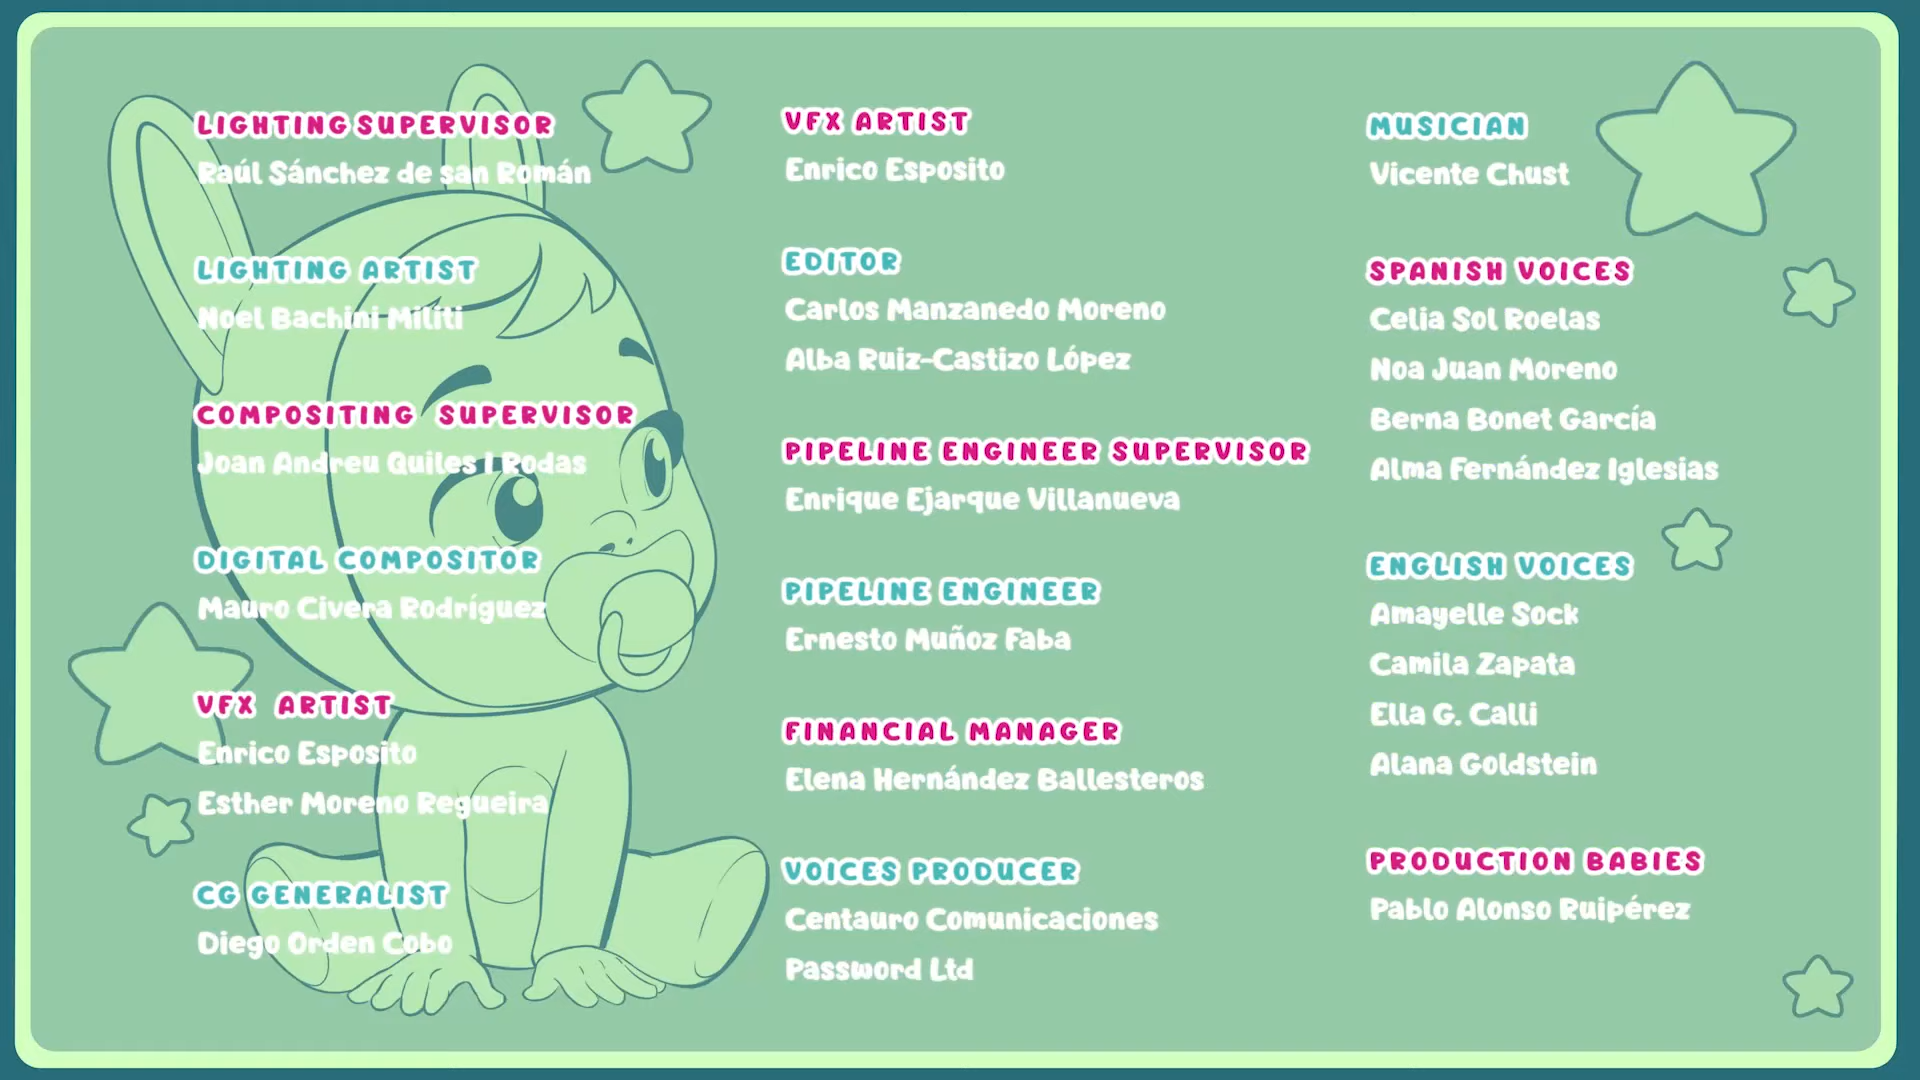 LIGHTING SUPERVISOR
Raúl Sánchez de san Román
LIGHTING ARTIST
Noel Bachini Militi
COMPOSITING SUPERVISOR
Joan Andreu Quiles I Rodas
DIGITAL COMPOSITOR
Mauro Civera Rodríguez
VFX ARTIST
Enrico Esposito
Esther Moreno Regueira
CG GENERALIST
Diego Orden Cobo
VFX ARTIST
Enrico Esposito
EDITOR
Carlos Manzanedo Moreno
Alba Ruiz-Castizo López
PIPELINE ENGINEER SUPERVISOR
Enrique Ejarque Villanueva
PIPELINE ENGINEER
Ernesto Muñoz Faba
FINANCIAL MANAGER
Elena Hernández Ballesteros
VOICES PRODUCER
Centauro Comunicaciones
Password Ltd
MUSICIAN
Vicente Chust
SPANISH VOICES
Celia Sol Roelas
Noa Juan Moreno
Berna Bonet García
Alma Fernández Iglesias
ENGLISH VOICES
Amayelle Sock
Camila Zapata
Ella G. Calli
Alana Goldstein
PRODUCTION BABIES
Pablo Alonso Ruipérez